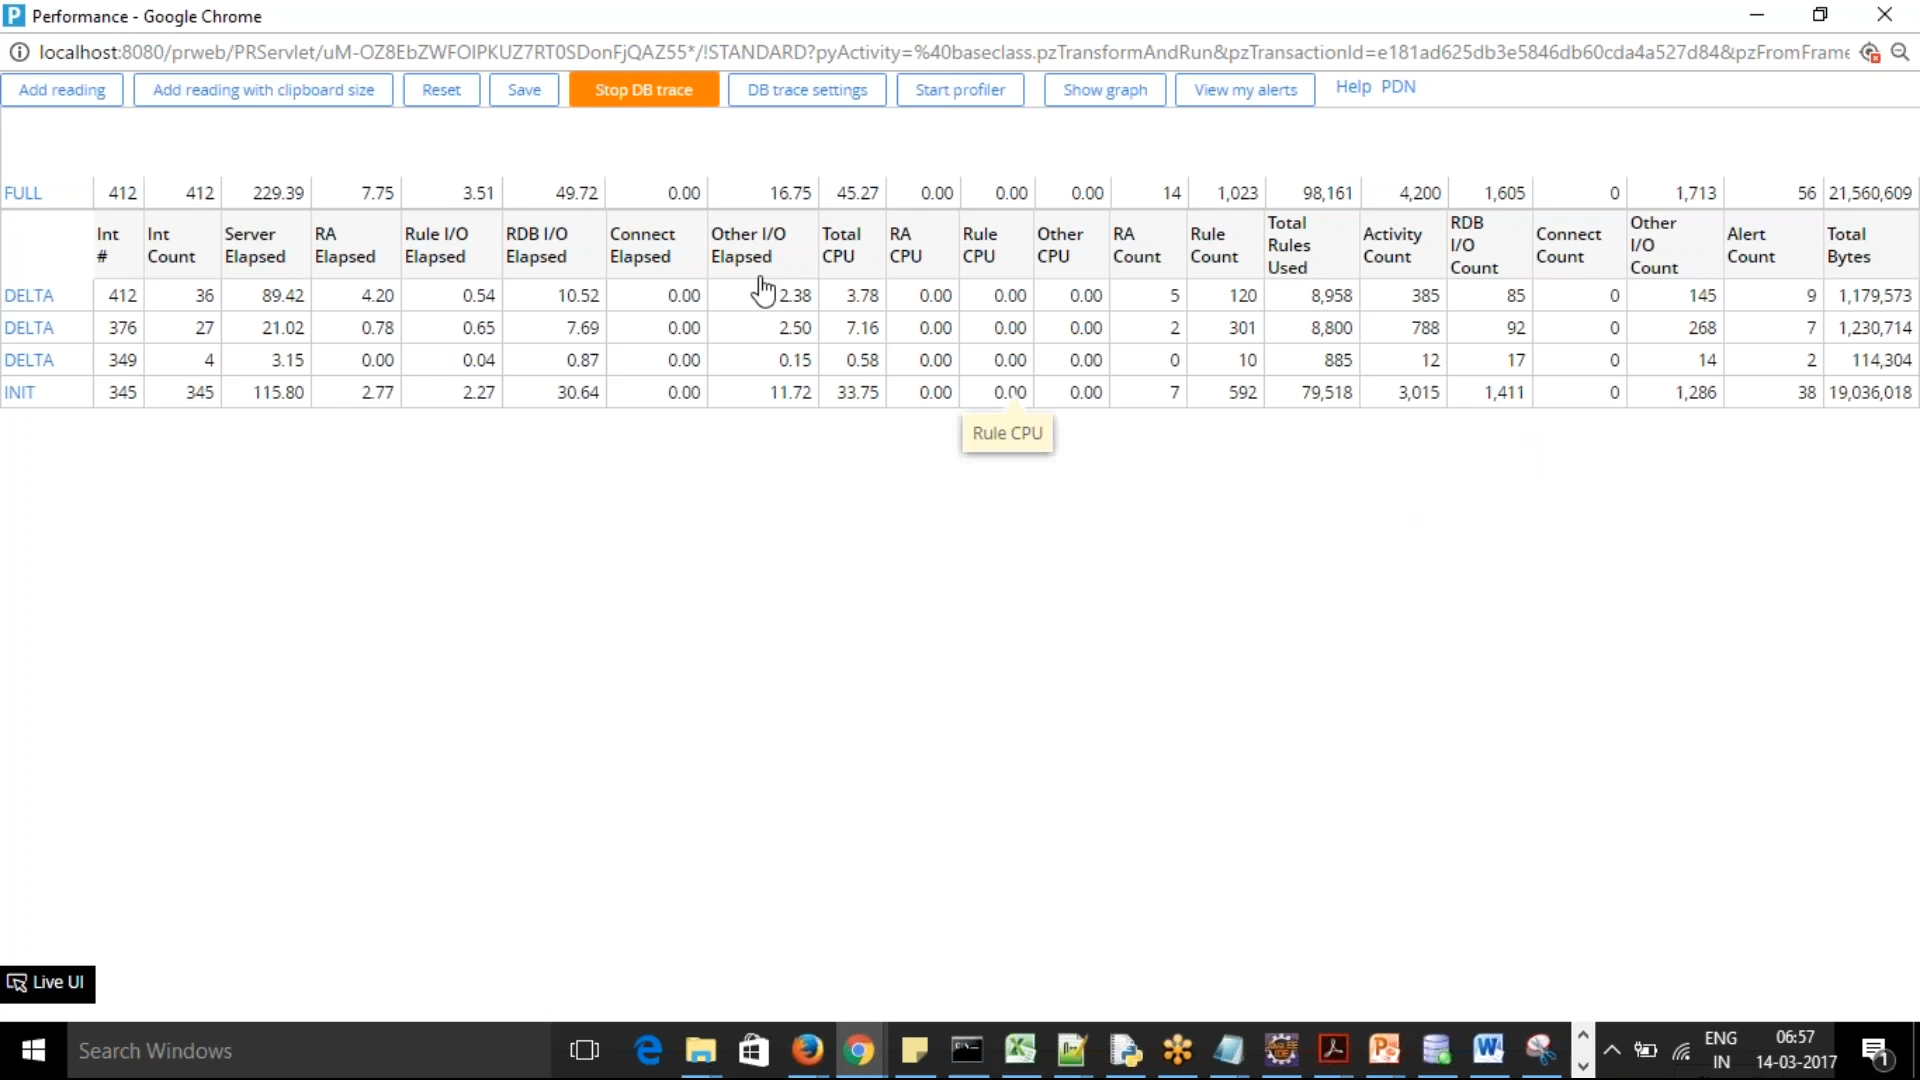 Performance - Google Chrome
localhost:8080/prweb/PRServlet/uM-OZ8EbZWFOIPKUZ7RT0SDonFjQAZ55*/!STANDARD?pyActivity=%40baseclass.pzTransformAndRun&pzTransactionId=e181ad625db3e5846db60cda4a527d84&pzFromFrame
Add reading Add reading with clipboard size Reset Save Stop DB trace DB trace settings Start profiler Show graph View my alerts Help PDN
FULL 412 412 229.39 7.75 3.51 49.72 0.00 16.75 45.27 0.00 0.00 0.00 14 1,023 98,161 4,200 1,605 0 1,713 56 21,560,609
Int # Int Count Server Elapsed RA Elapsed Rule I/O Elapsed RDB I/O Elapsed Connect Elapsed Other I/O Elapsed Total CPU RA CPU Rule CPU Other CPU RA Count Rule Count Total Rules Used Activity Count RDB I/O Count Connect Count Other I/O Count Alert Count Total Bytes
DELTA 412 36 89.42 4.20 0.54 10.52 0.00 2.38 3.78 0.00 0.00 0.00 5 120 8,958 385 85 0 145 9 1,179,573
DELTA 376 27 21.02 0.78 0.65 7.69 0.00 2.50 7.16 0.00 0.00 0.00 2 301 8,800 788 92 0 268 7 1,230,714
DELTA 349 4 3.15 0.00 0.04 0.87 0.00 0.15 0.58 0.00 0.00 0.00 0 10 885 12 17 0 14 2 114,304
INIT 345 345 115.80 2.77 2.27 30.64 0.00 11.72 33.75 0.00 0.00 0.00 7 592 79,518 3,015 1,411 0 1,286 38 19,036,018
Rule CPU
Live UI
Search Windows
ENG 06:57
IN 14-03-2017
1